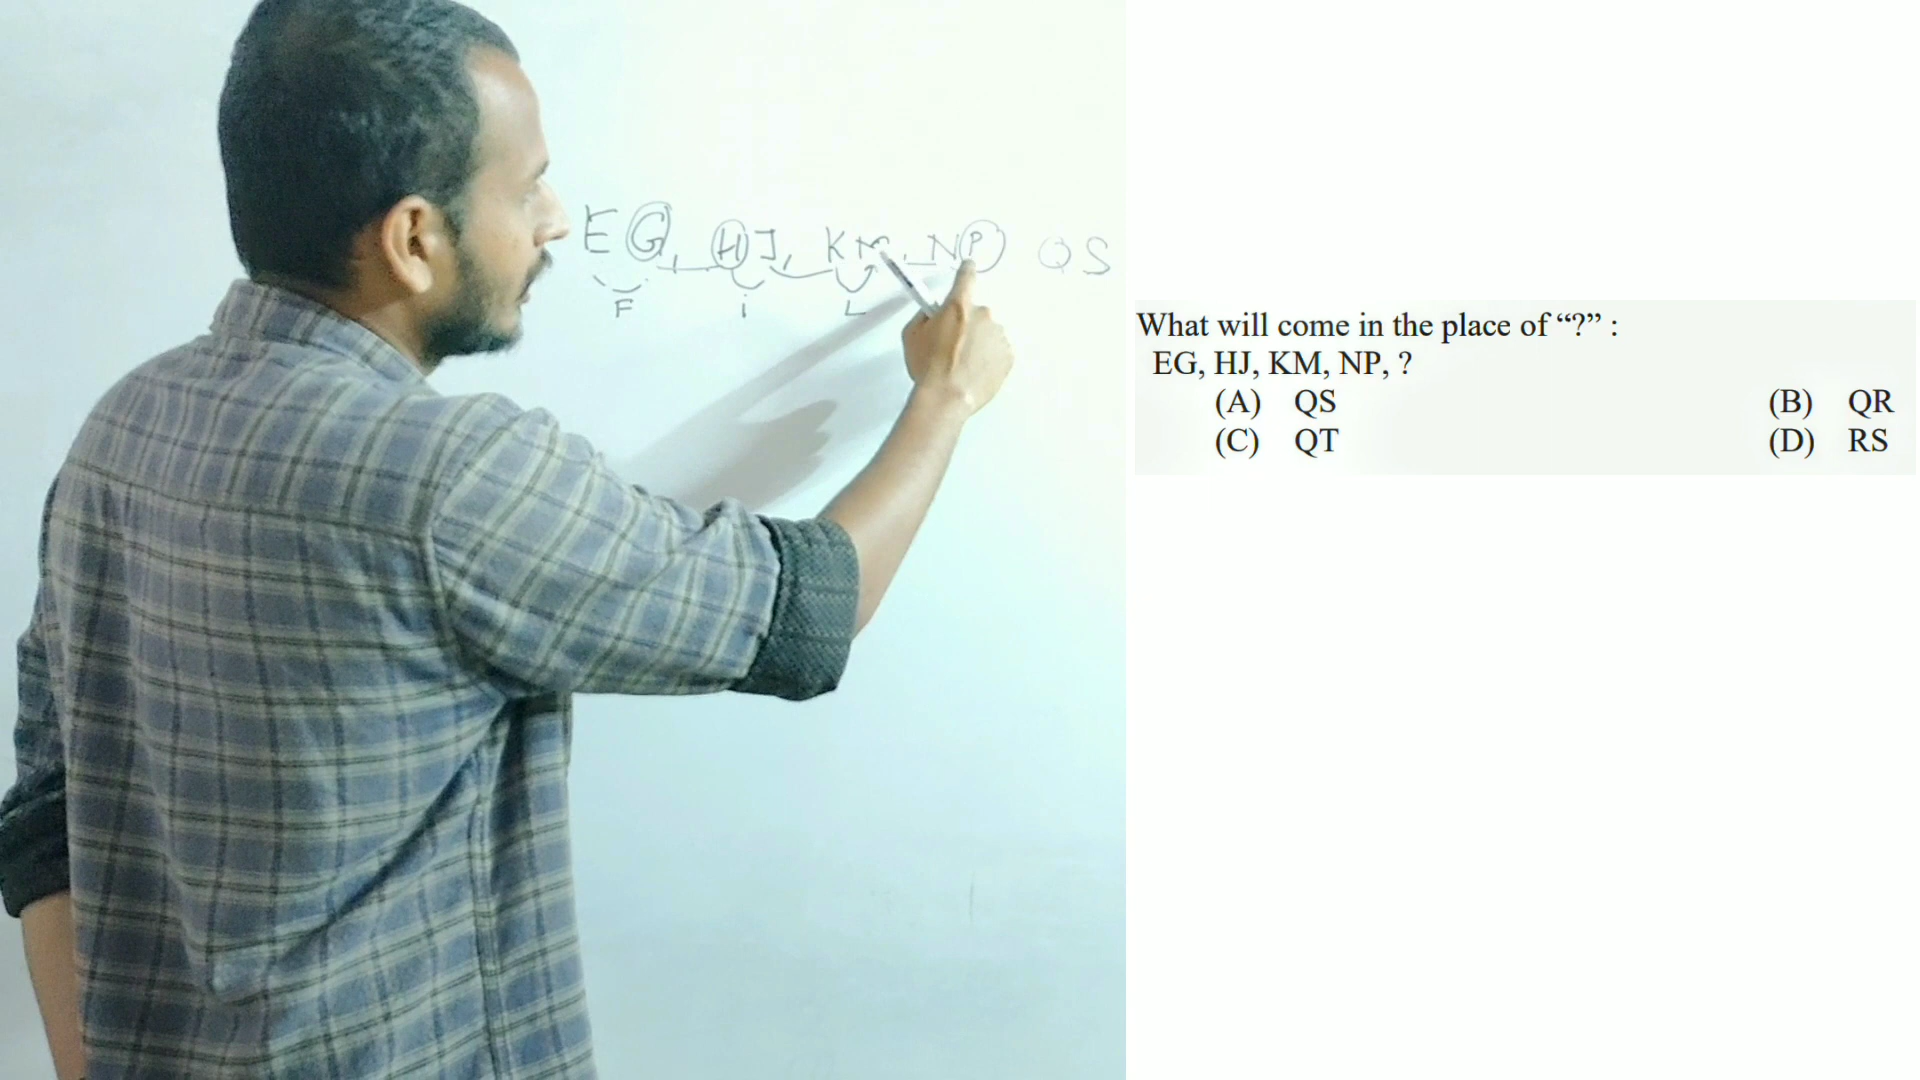 EG, HJ, KM, NP QS
F i L
What will come in the place of “?” :
EG, HJ, KM, NP, ?
(A) QS (B) QR
(C) QT (D) RS